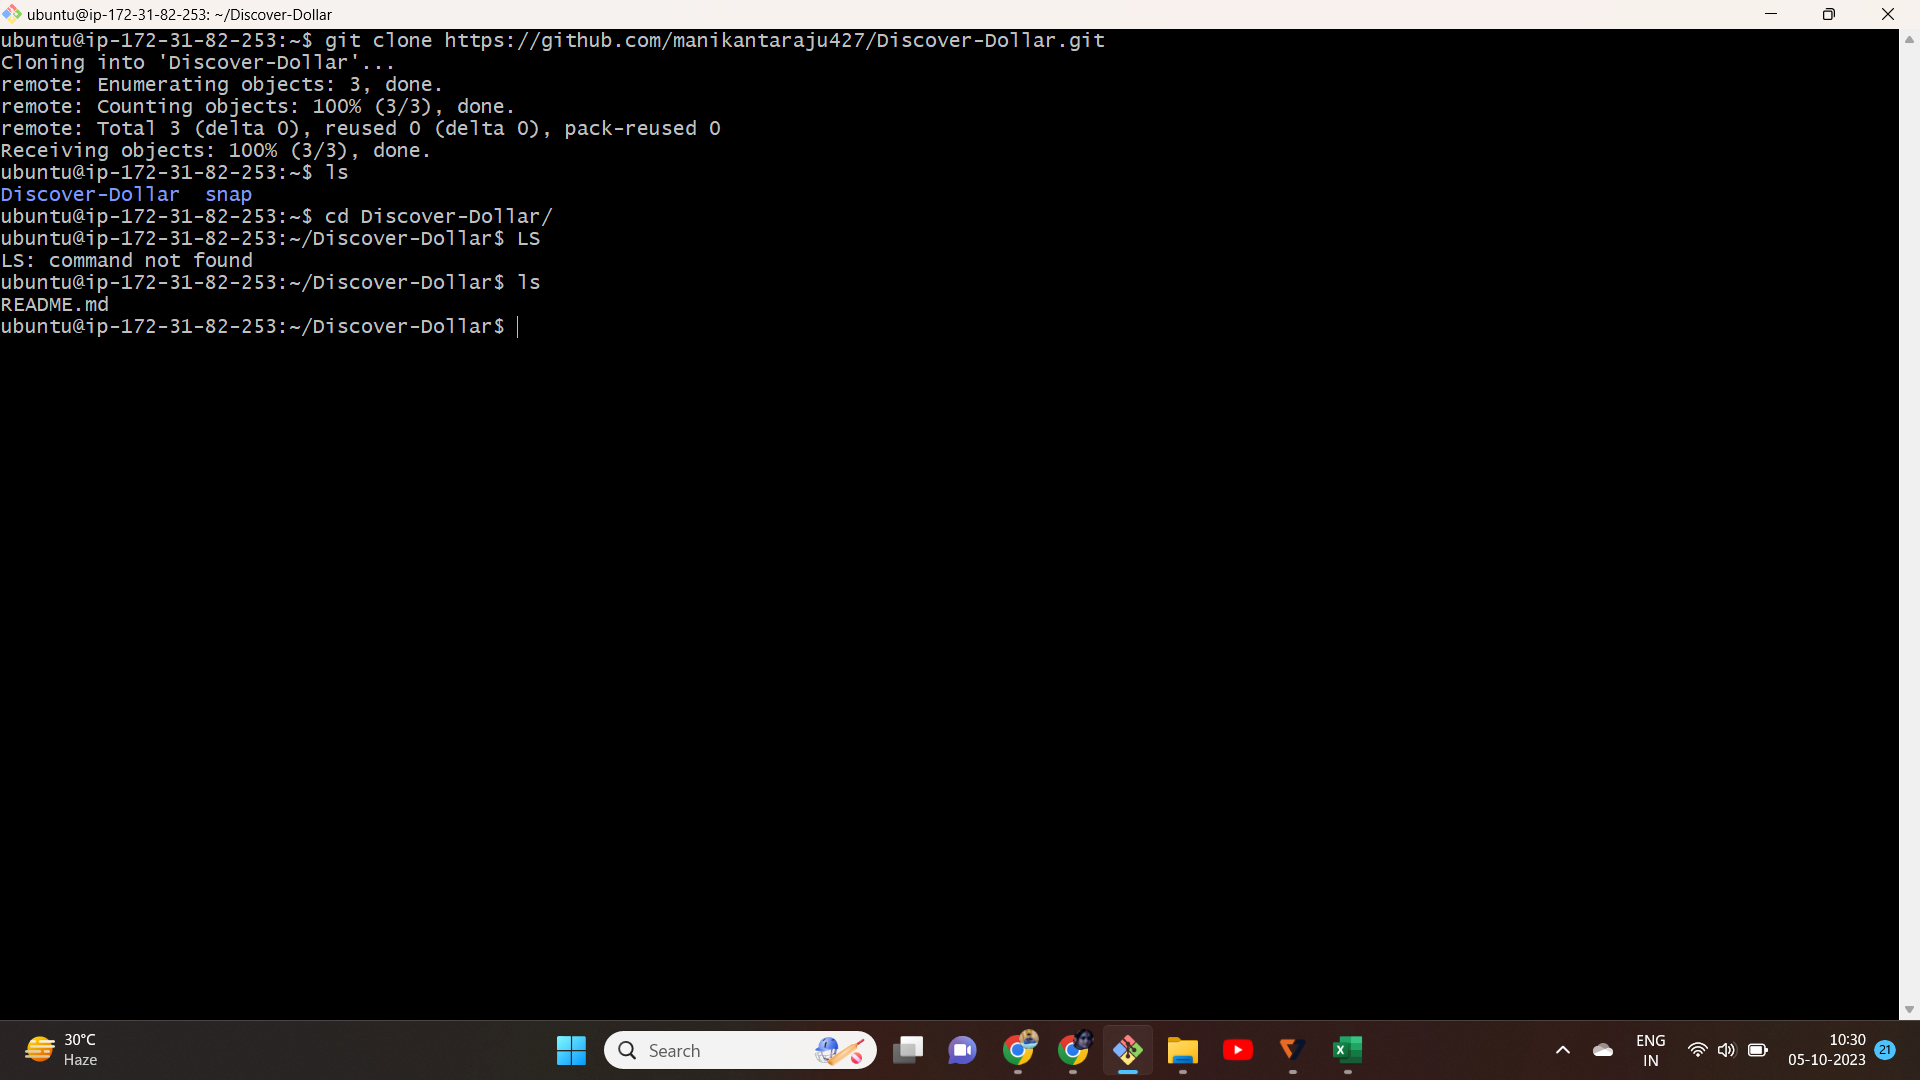 ubuntu@ip-172-31-82-253: ~/Discover-Dollar
ubuntu@ip-172-31-82-253:~$ git clone https://github.com/manikantaraju427/Discover-Dollar.git
Cloning into 'Discover-Dollar'...
remote: Enumerating objects: 3, done.
remote: Counting objects: 100% (3/3), done.
remote: Total 3 (delta 0), reused 0 (delta 0), pack-reused 0
Receiving objects: 100% (3/3), done.
ubuntu@ip-172-31-82-253:~$ ls
Discover-Dollar  snap
ubuntu@ip-172-31-82-253:~$ cd Discover-Dollar/
ubuntu@ip-172-31-82-253:~/Discover-Dollar$ LS
LS: command not found
ubuntu@ip-172-31-82-253:~/Discover-Dollar$ ls
README.md
ubuntu@ip-172-31-82-253:~/Discover-Dollar$
30°C
Haze
Search
ENG
IN
10:30
05-10-2023
21